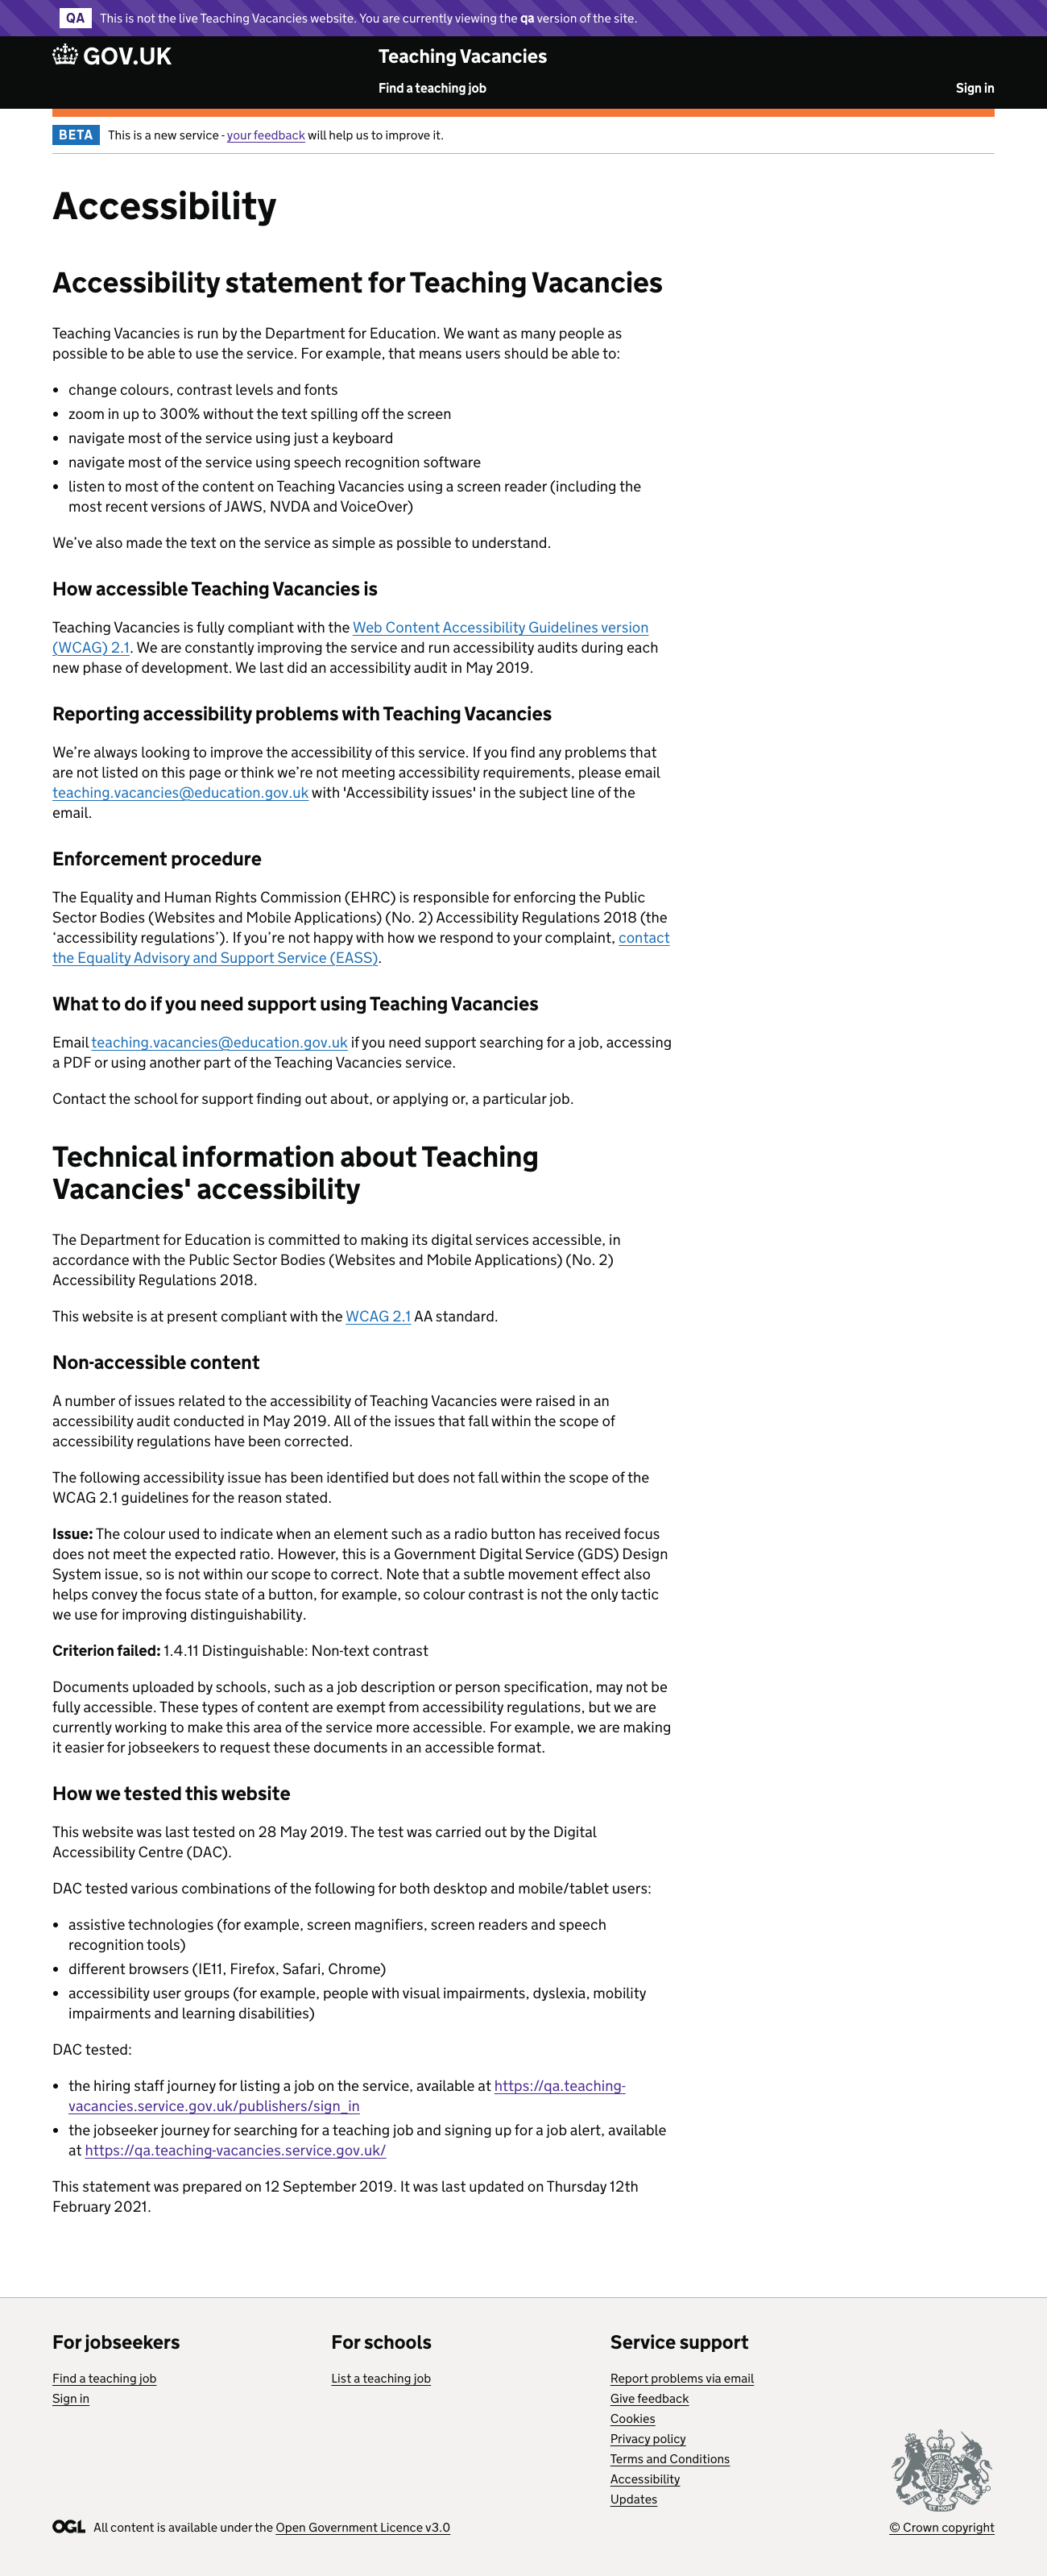 QA This is not the live Teaching Vacancies website. You are currently viewing the qa version of the site.
GOV.UK Teaching Vacancies
Find a teaching job Sign in
BETA This is a new service - your feedback will help us to improve it.
Accessibility
Accessibility statement for Teaching Vacancies
Teaching Vacancies is run by the Department for Education. We want as many people as
possible to be able to use the service. For example, that means users should be able to:
• change colours, contrast levels and fonts
• zoom in up to 300% without the text spilling off the screen
• navigate most of the service using just a keyboard
• navigate most of the service using speech recognition software
• listen to most of the content on Teaching Vacancies using a screen reader (including the
most recent versions of JAWS, NVDA and VoiceOver)
We’ve also made the text on the service as simple as possible to understand.
How accessible Teaching Vacancies is
Teaching Vacancies is fully compliant with the Web Content Accessibility Guidelines version
(WCAG) 2.1. We are constantly improving the service and run accessibility audits during each
new phase of development. We last did an accessibility audit in May 2019.
Reporting accessibility problems with Teaching Vacancies
We’re always looking to improve the accessibility of this service. If you find any problems that
are not listed on this page or think we’re not meeting accessibility requirements, please email
teaching.vacancies@education.gov.uk with 'Accessibility issues' in the subject line of the
email.
Enforcement procedure
The Equality and Human Rights Commission (EHRC) is responsible for enforcing the Public
Sector Bodies (Websites and Mobile Applications) (No. 2) Accessibility Regulations 2018 (the
‘accessibility regulations’). If you’re not happy with how we respond to your complaint, contact
the Equality Advisory and Support Service (EASS).
What to do if you need support using Teaching Vacancies
Email teaching.vacancies@education.gov.uk if you need support searching for a job, accessing
a PDF or using another part of the Teaching Vacancies service.
Contact the school for support finding out about, or applying or, a particular job.
Technical information about Teaching
Vacancies' accessibility
The Department for Education is committed to making its digital services accessible, in
accordance with the Public Sector Bodies (Websites and Mobile Applications) (No. 2)
Accessibility Regulations 2018.
This website is at present compliant with the WCAG 2.1 AA standard.
Non-accessible content
A number of issues related to the accessibility of Teaching Vacancies were raised in an
accessibility audit conducted in May 2019. All of the issues that fall within the scope of
accessibility regulations have been corrected.
The following accessibility issue has been identified but does not fall within the scope of the
WCAG 2.1 guidelines for the reason stated.
Issue: The colour used to indicate when an element such as a radio button has received focus
does not meet the expected ratio. However, this is a Government Digital Service (GDS) Design
System issue, so is not within our scope to correct. Note that a subtle movement effect also
helps convey the focus state of a button, for example, so colour contrast is not the only tactic
we use for improving distinguishability.
Criterion failed: 1.4.11 Distinguishable: Non-text contrast
Documents uploaded by schools, such as a job description or person specification, may not be
fully accessible. These types of content are exempt from accessibility regulations, but we are
currently working to make this area of the service more accessible. For example, we are making
it easier for jobseekers to request these documents in an accessible format.
How we tested this website
This website was last tested on 28 May 2019. The test was carried out by the Digital
Accessibility Centre (DAC).
DAC tested various combinations of the following for both desktop and mobile/tablet users:
• assistive technologies (for example, screen magnifiers, screen readers and speech
recognition tools)
• different browsers (IE11, Firefox, Safari, Chrome)
• accessibility user groups (for example, people with visual impairments, dyslexia, mobility
impairments and learning disabilities)
DAC tested:
• the hiring staff journey for listing a job on the service, available at https://qa.teaching-
vacancies.service.gov.uk/publishers/sign_in
• the jobseeker journey for searching for a teaching job and signing up for a job alert, available
at https://qa.teaching-vacancies.service.gov.uk/
This statement was prepared on 12 September 2019. It was last updated on Thursday 12th
February 2021.
For jobseekers
Find a teaching job
Sign in
For schools
List a teaching job
Service support
Report problems via email
Give feedback
Cookies
Privacy policy
Terms and Conditions
Accessibility
Updates
OGL All content is available under the Open Government Licence v3.0
© Crown copyright